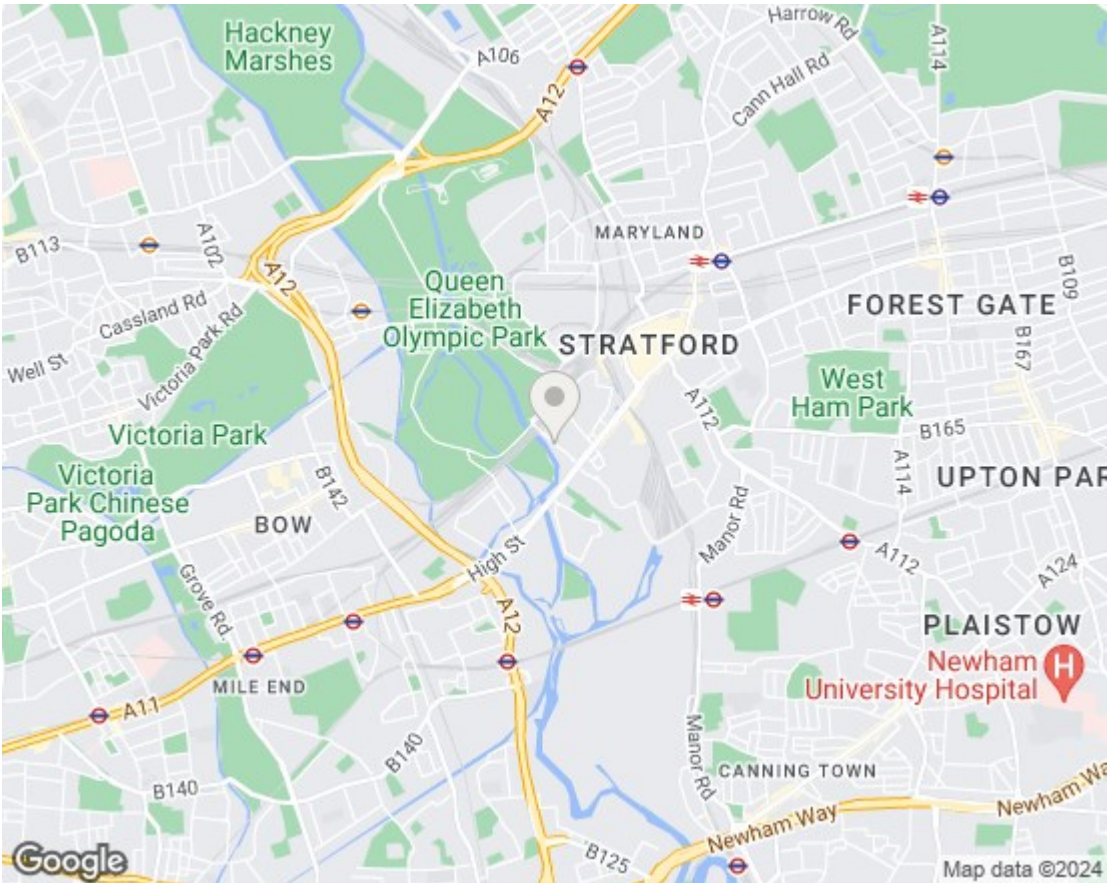 Hackney
Marshes
Harrow Rd
A106
A114
A12
Cann Hall Rd
B113
A102
MARYLAND
B109
A12
Queen
Elizabeth
Olympic Park
Cassland Rd
FOREST GATE
STRATFORD
B167
Well St
Victoria Park Rd
West
Ham Park
A112
B165
Victoria Park
A114
Victoria
Park Chinese
Pagoda
B142
UPTON PAR
BOW
Manor Rd
High St
A112
A124
Grove Rd
A12
PLAISTOW
Newham
University Hospital
H
MILE END
A11
Manor Rd
B140
CANNING TOWN
B140
Newham Way
Newham Wa
B125
Google
Map data ©2024